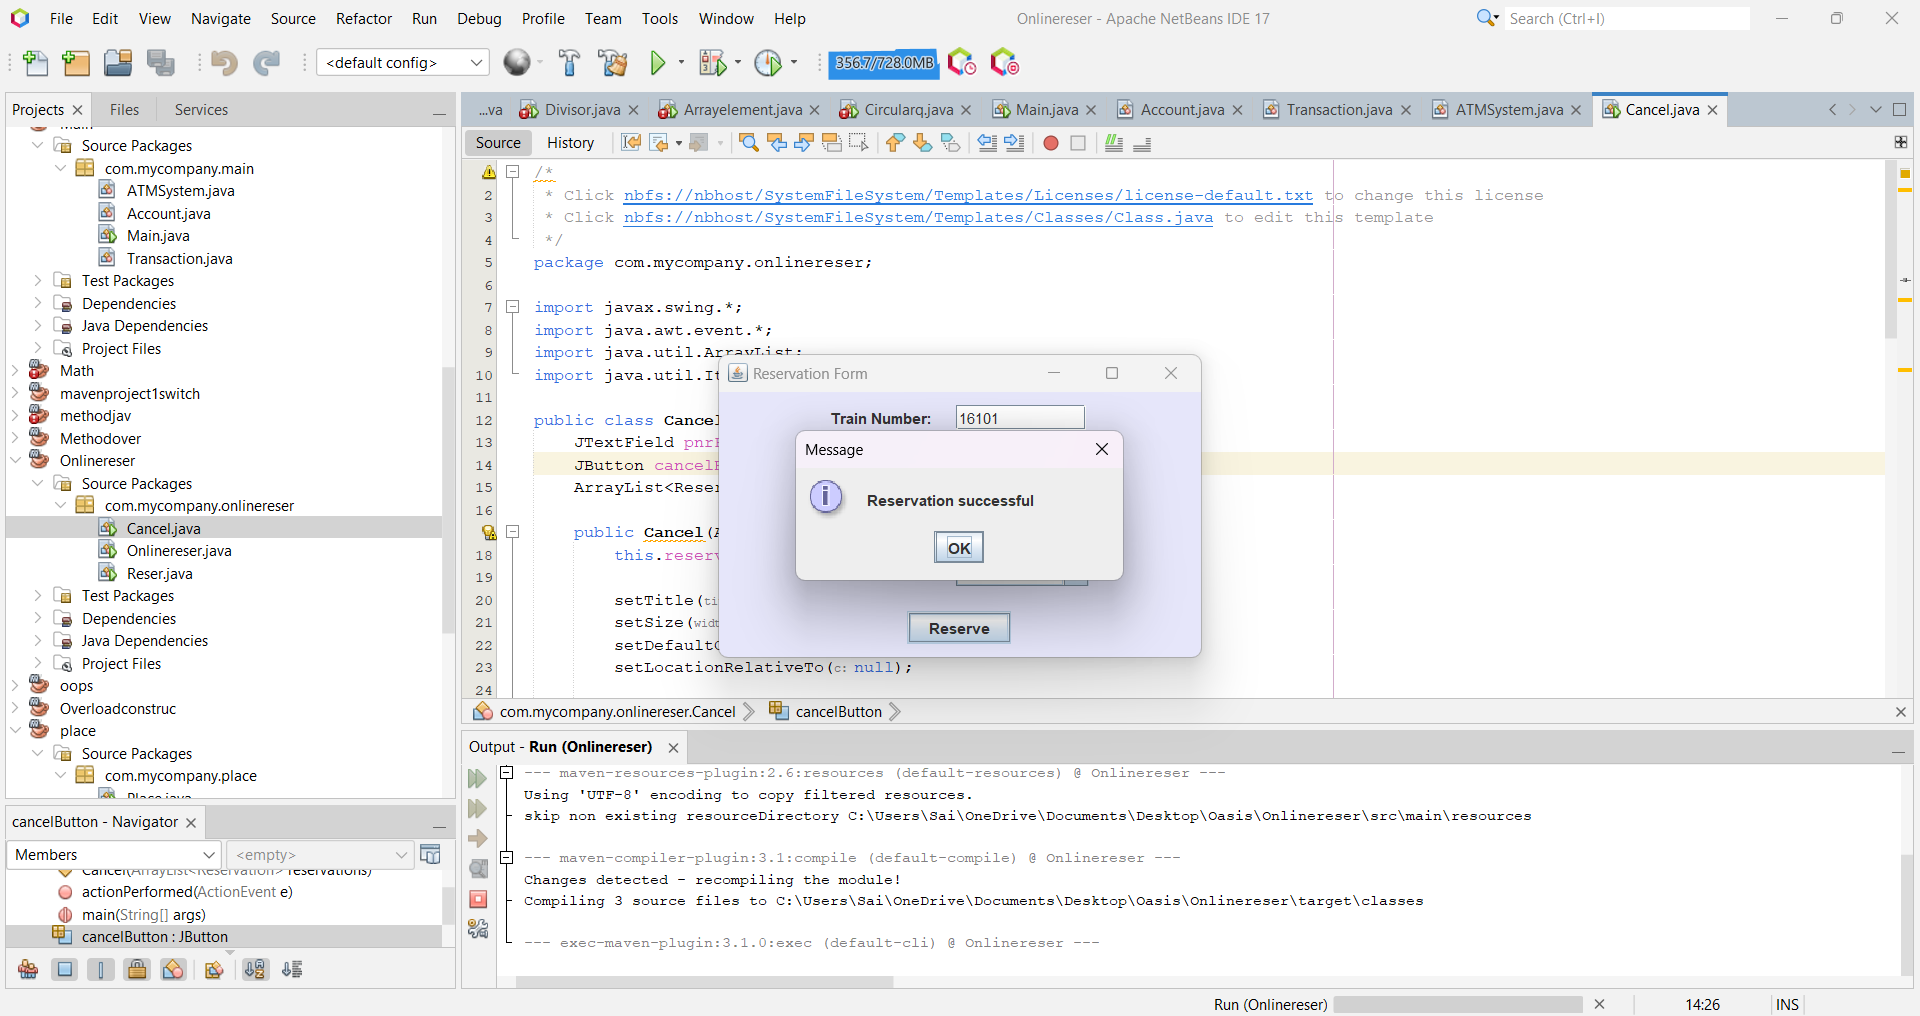 File Edit View Navigate Source Refactor Run Debug Profile Team Tools Window Help
Onlinereser - Apache NetBeans IDE 17
Search (Ctrl+I)
<default config>
356.7/728.0MB
Projects Files Services
...va Divisor.java Arrayelement.java Circularq.java Main.java Account.java Transaction.java ATMSystem.java Cancel.java
Source History
Source Packages
com.mycompany.main
ATMSystem.java
Account.java
Main.java
Transaction.java
Test Packages
Dependencies
Java Dependencies
Project Files
Math
mavenproject1switch
methodjav
Methodover
Onlinereser
Source Packages
com.mycompany.onlinereser
Cancel.java
Onlinereser.java
Reser.java
Test Packages
Dependencies
Java Dependencies
Project Files
oops
Overloadconstruc
place
Source Packages
com.mycompany.place
Place.java
/*
2 * Click nbfs://nbhost/SystemFileSystem/Templates/Licenses/license-default.txt to change this license
3 * Click nbfs://nbhost/SystemFileSystem/Templates/Classes/Class.java to edit this template
4 */
5 package com.mycompany.onlinereser;
6
7 import javax.swing.*;
8 import java.awt.event.*;
9 import java.util.ArrayList;
10 import java.util.It
11
12 public class Cancel
13 JTextField pnr
14 JButton cancel
15 ArrayList<Reser
16
public Cancel(
18 this.reserv
19
20 setTitle(ti
21 setSize(widt
22 setDefault
23 setLocationRelativeTo(c: null);
24
Reservation Form
Train Number: 16101
Message
Reservation successful
OK
Reserve
com.mycompany.onlinereser.Cancel cancelButton
Output - Run (Onlinereser)
--- maven-resources-plugin:2.6:resources (default-resources) @ Onlinereser ---
Using 'UTF-8' encoding to copy filtered resources.
skip non existing resourceDirectory C:\Users\Sai\OneDrive\Documents\Desktop\Oasis\Onlinereser\src\main\resources
--- maven-compiler-plugin:3.1:compile (default-compile) @ Onlinereser ---
Changes detected - recompiling the module!
Compiling 3 source files to C:\Users\Sai\OneDrive\Documents\Desktop\Oasis\Onlinereser\target\classes
--- exec-maven-plugin:3.1.0:exec (default-cli) @ Onlinereser ---
cancelButton - Navigator
Members <empty>
Cancel(ArrayList<Reservation> reservations)
actionPerformed(ActionEvent e)
main(String[] args)
cancelButton : JButton
Run (Onlinereser)
14:26 INS